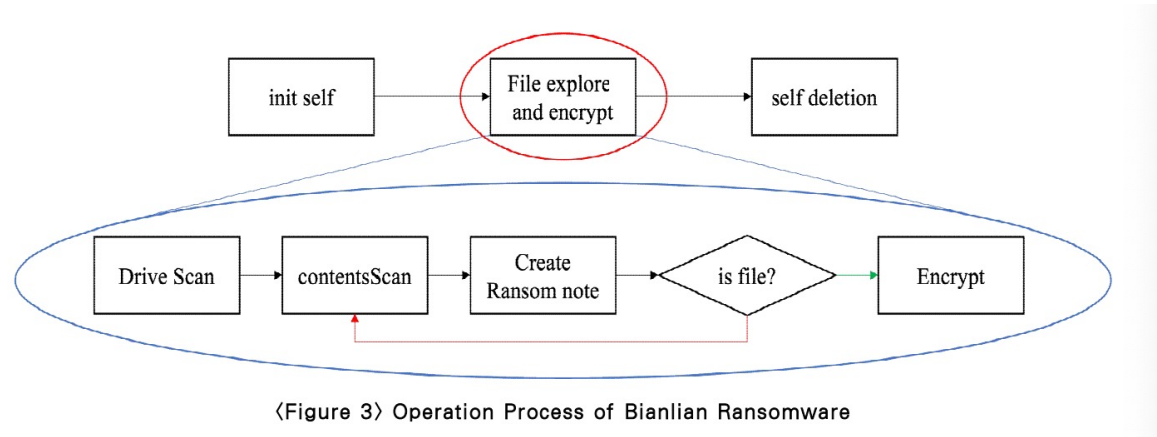 init self
File explore
and encrypt
self deletion
Drive Scan
contentsScan
Create
Ransom note
is file?
Encrypt
〈Figure 3〉 Operation Process of Bianlian Ransomware